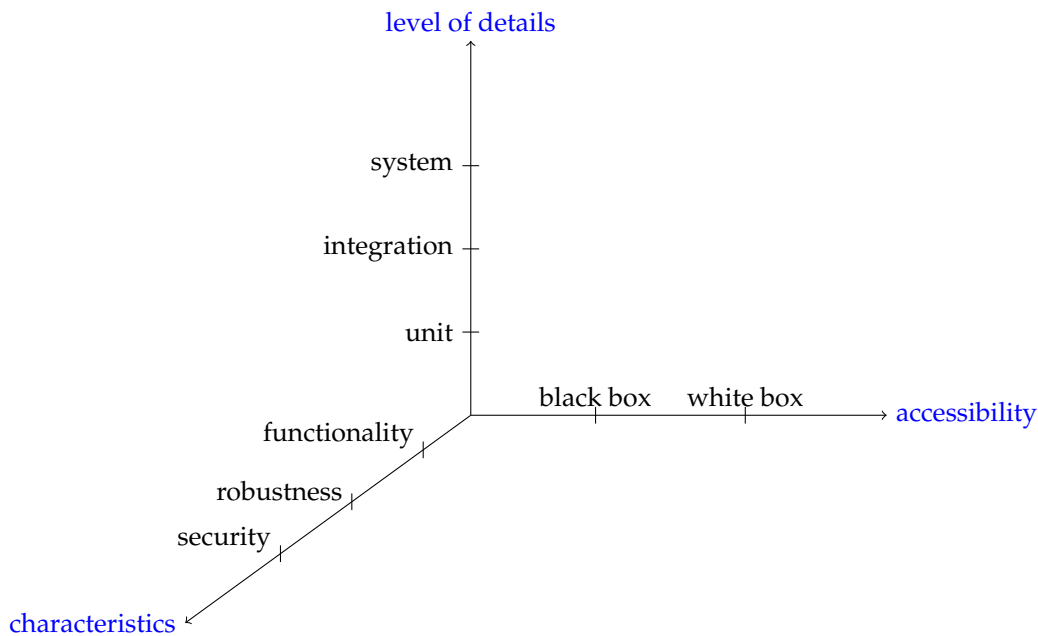 level of details
system
integration
unit
black box
white box
accessibility
functionality
robustness
security
characteristics